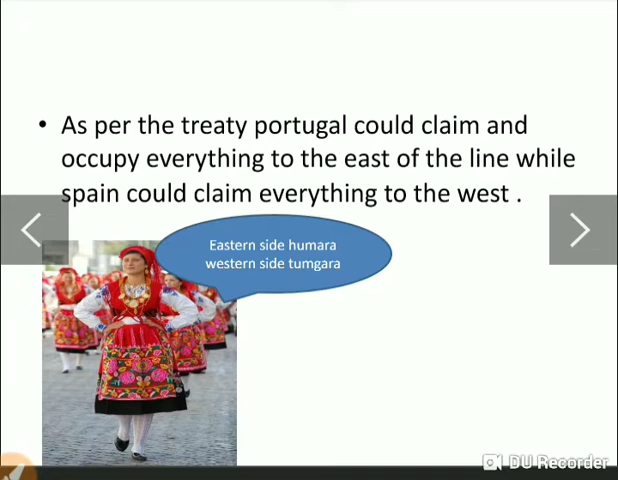 • As per the treaty portugal could claim and
occupy everything to the east of the line while
spain could claim everything to the west .
Eastern side humara
western side tumgara
DU Recorder